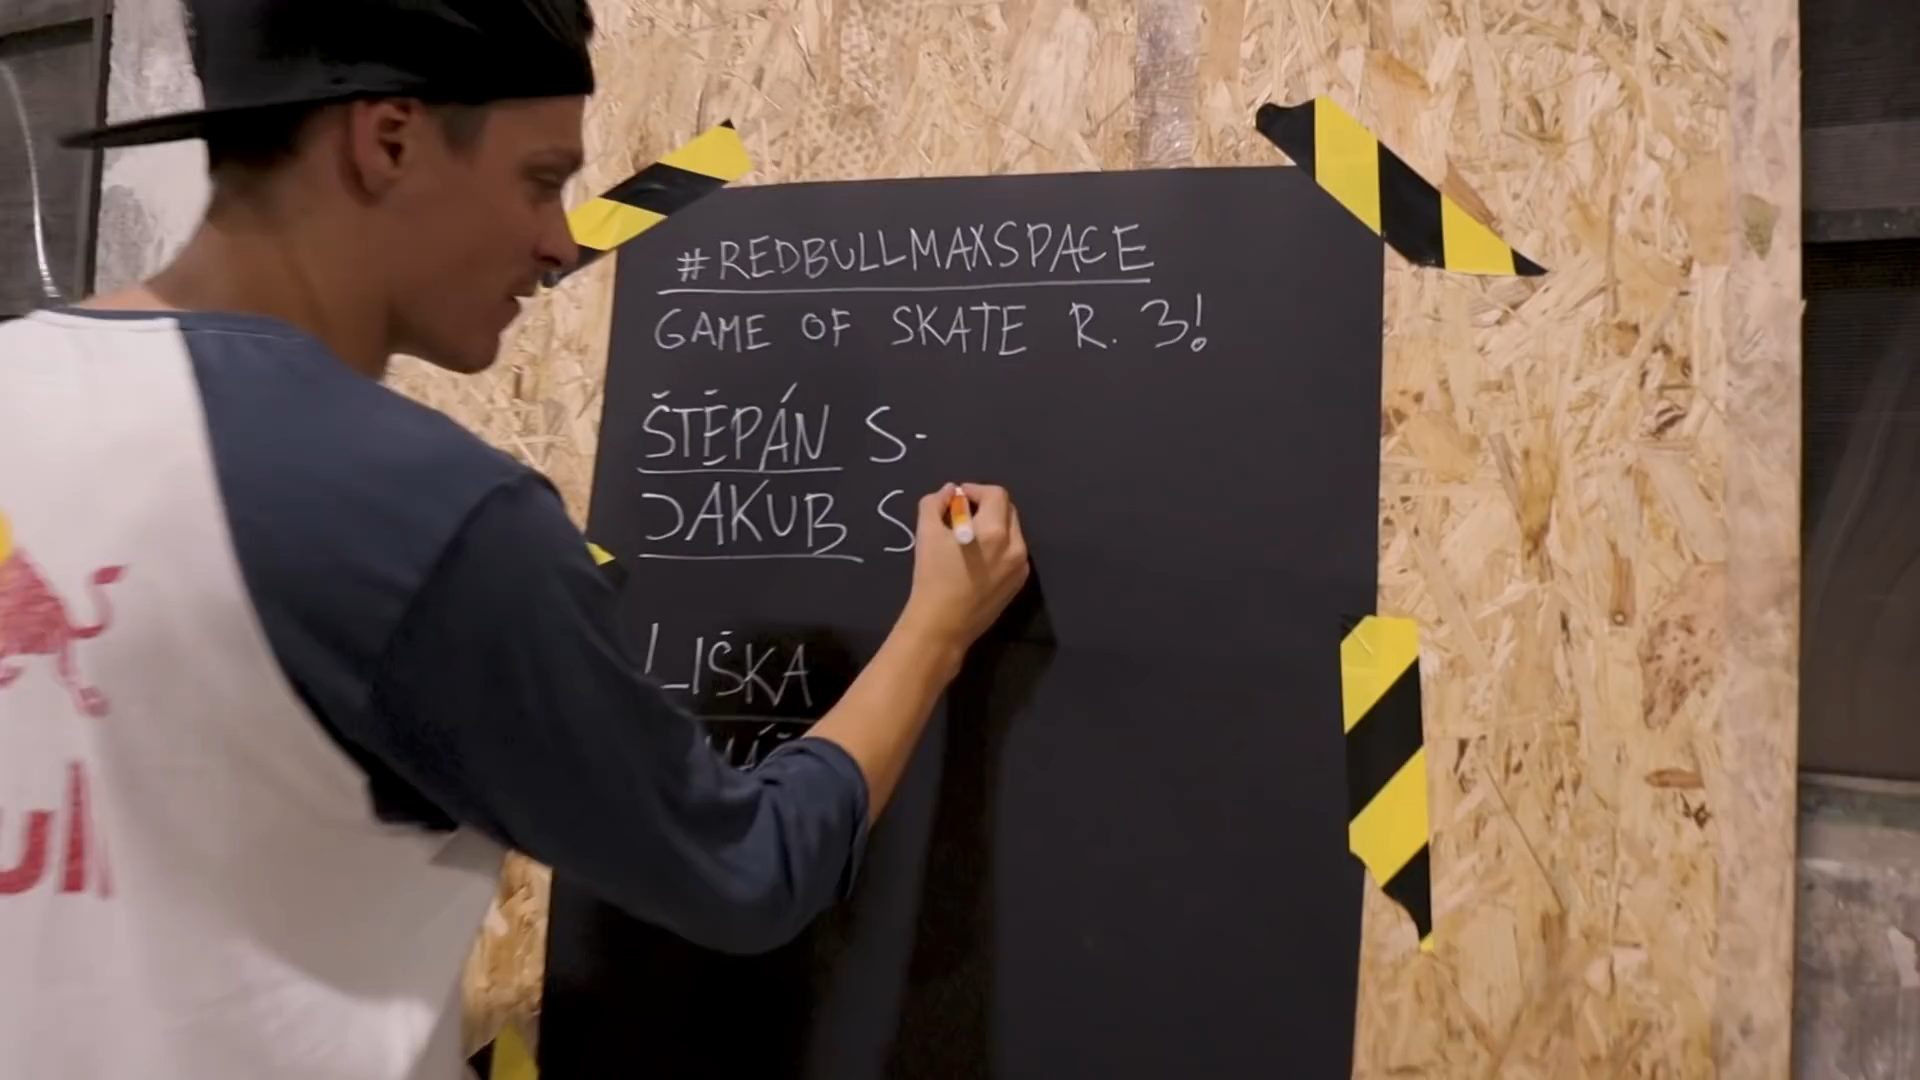 #REDBULLMAXSPACE
GAME OF SKATE R. 3!
ŠTĚPÁN S-
JAKUB S
LIŠKA